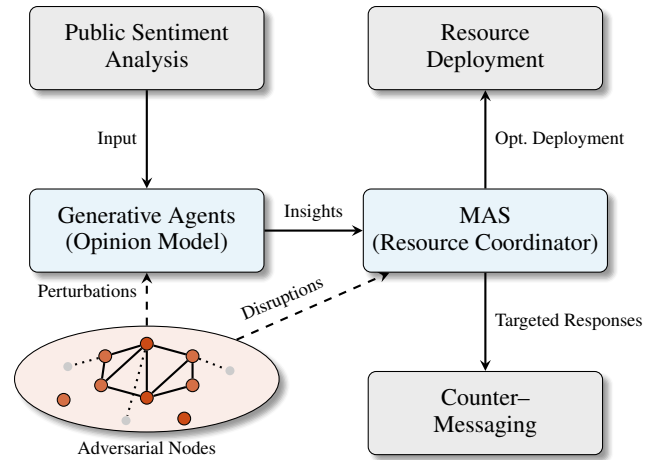 Public Sentiment
Analysis
Resource
Deployment
Input
Opt. Deployment
Generative Agents
(Opinion Model)
Insights
MAS
(Resource Coordinator)
Perturbations
Disruptions
Targeted Responses
Counter–
Messaging
Adversarial Nodes